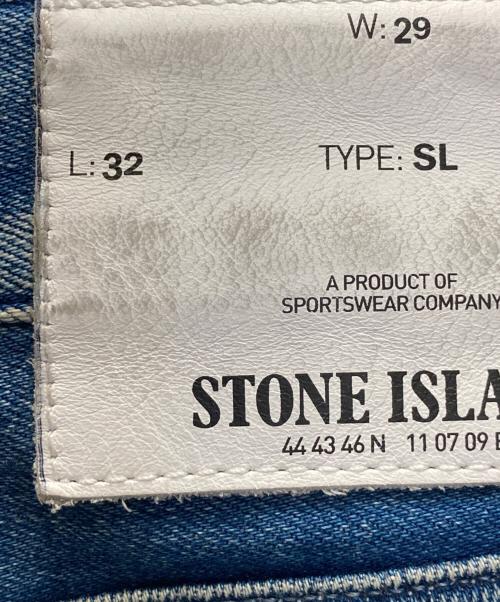 W: 29
L: 32 TYPE: SL
A PRODUCT OF
SPORTSWEAR COMPANY
STONE ISLA
44 43 46 N 11 07 09 E